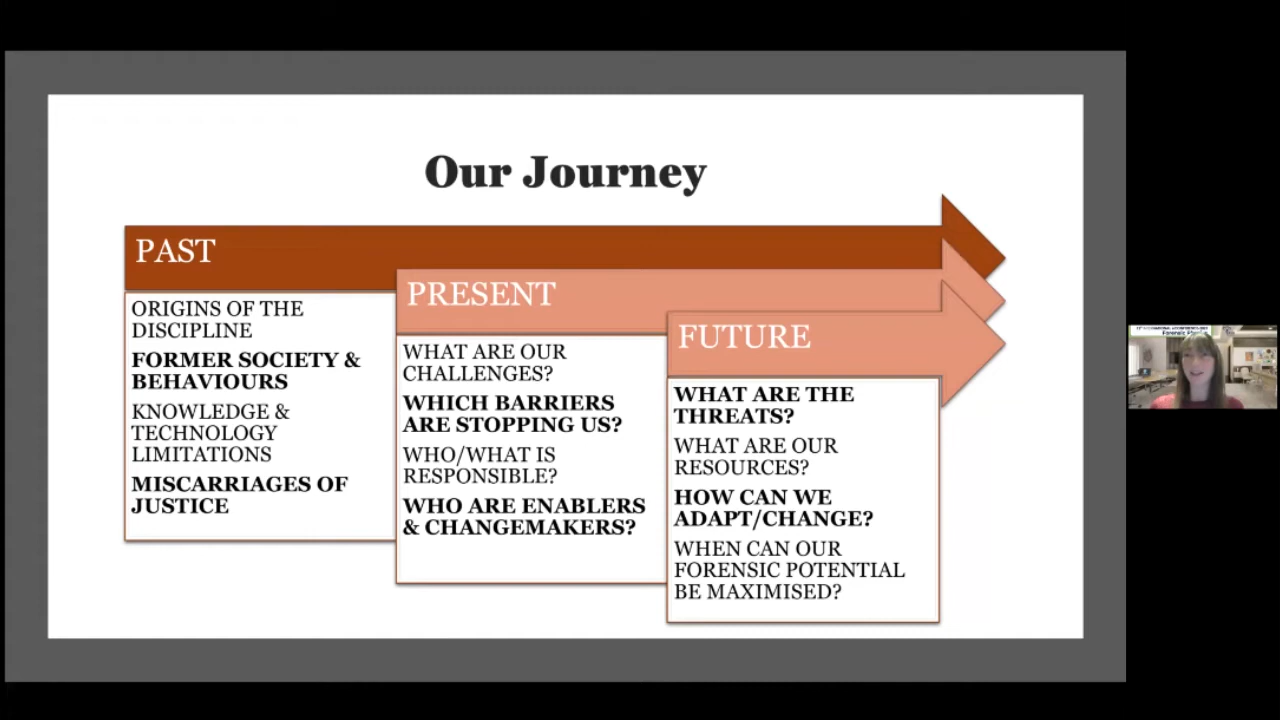 Our Journey
PAST
ORIGINS OF THE
DISCIPLINE
FORMER SOCIETY &
BEHAVIOURS
KNOWLEDGE &
TECHNOLOGY
LIMITATIONS
MISCARRIAGES OF
JUSTICE
PRESENT
WHAT ARE OUR
CHALLENGES?
WHICH BARRIERS
ARE STOPPING US?
WHO/WHAT IS
RESPONSIBLE?
WHO ARE ENABLERS
& CHANGEMAKERS?
FUTURE
WHAT ARE THE
THREATS?
WHAT ARE OUR
RESOURCES?
HOW CAN WE
ADAPT/CHANGE?
WHEN CAN OUR
FORENSIC POTENTIAL
BE MAXIMISED?